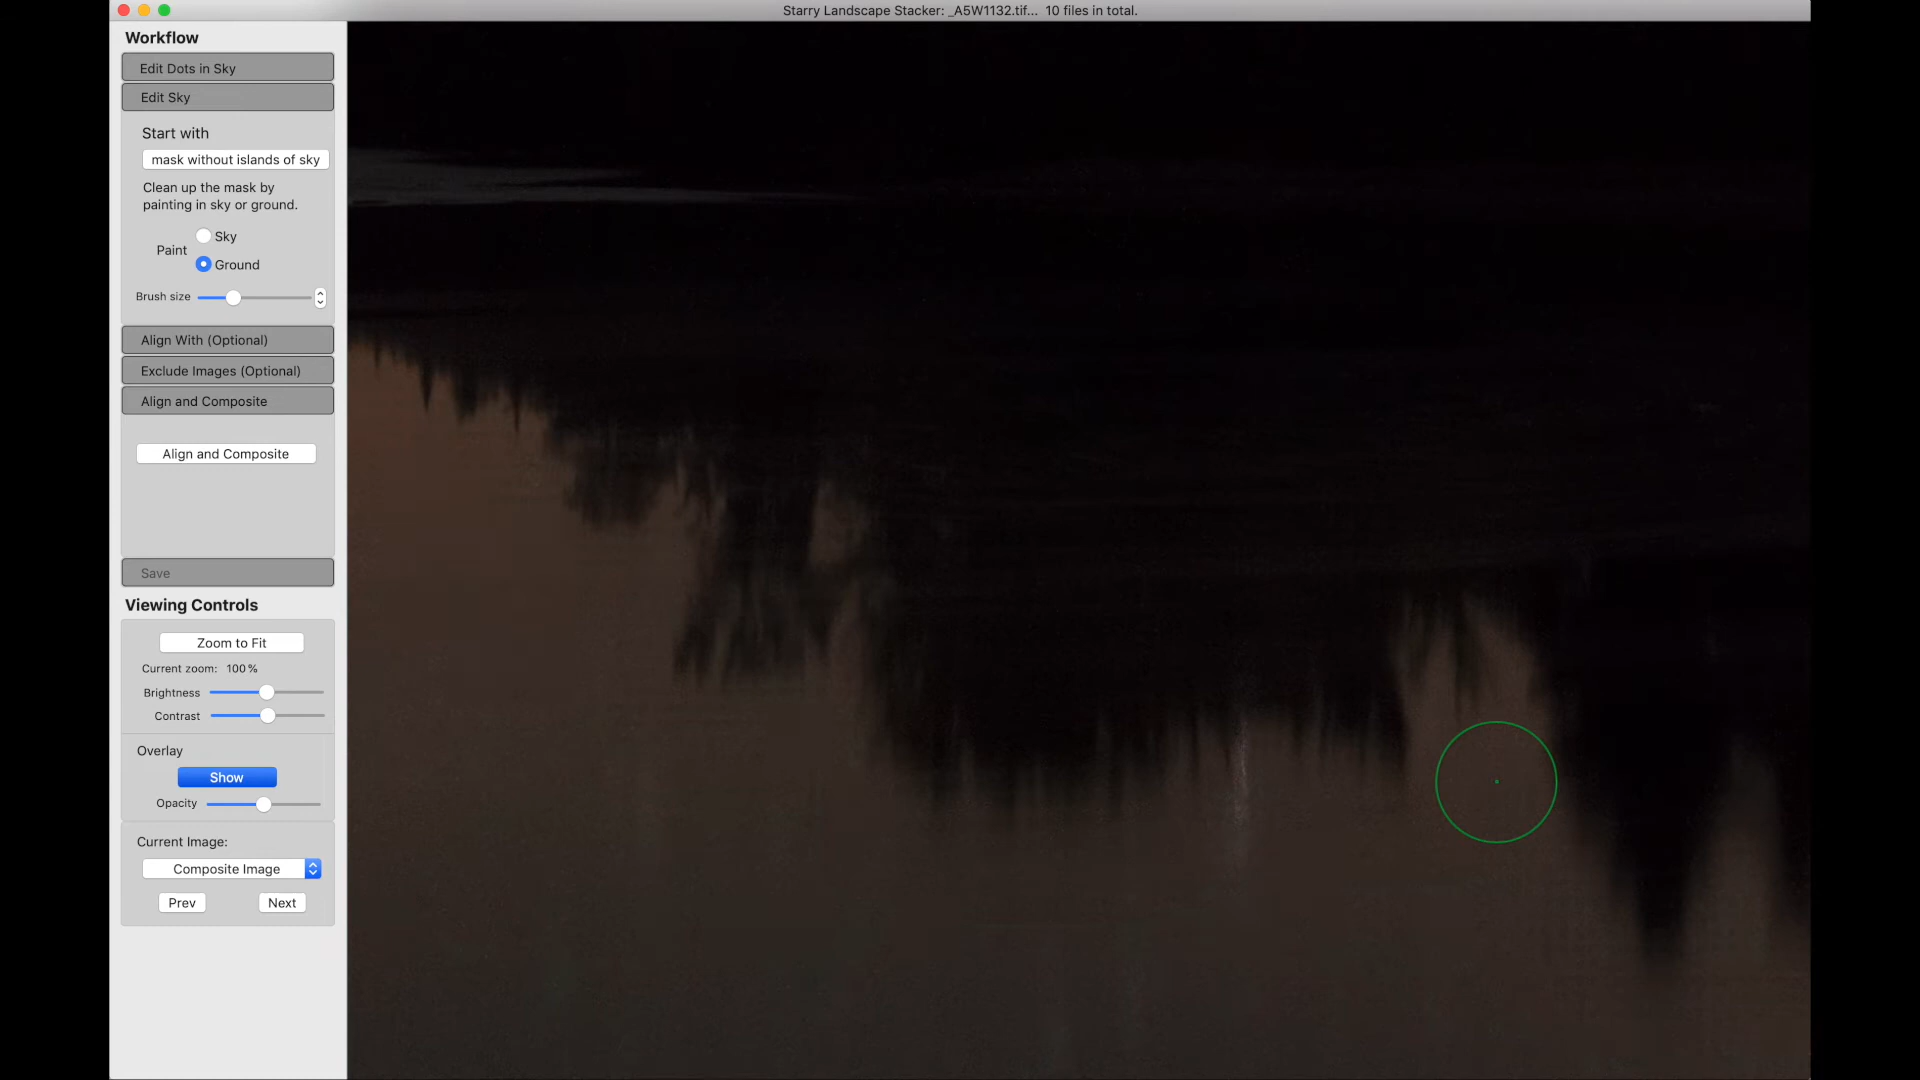 Starry Landscape Stacker: _A5W1132.tif... 10 files in total.
Workflow
Edit Dots in Sky
Edit Sky
Start with
mask without islands of sky
Clean up the mask by
painting in sky or ground.
Sky
Paint
Ground
Brush size
Align With (Optional)
Exclude Images (Optional)
Align and Composite
Align and Composite
Save
Viewing Controls
Zoom to Fit
Current zoom: 100%
Brightness
Contrast
Overlay
Show
Opacity
Current Image:
Composite Image
Prev Next